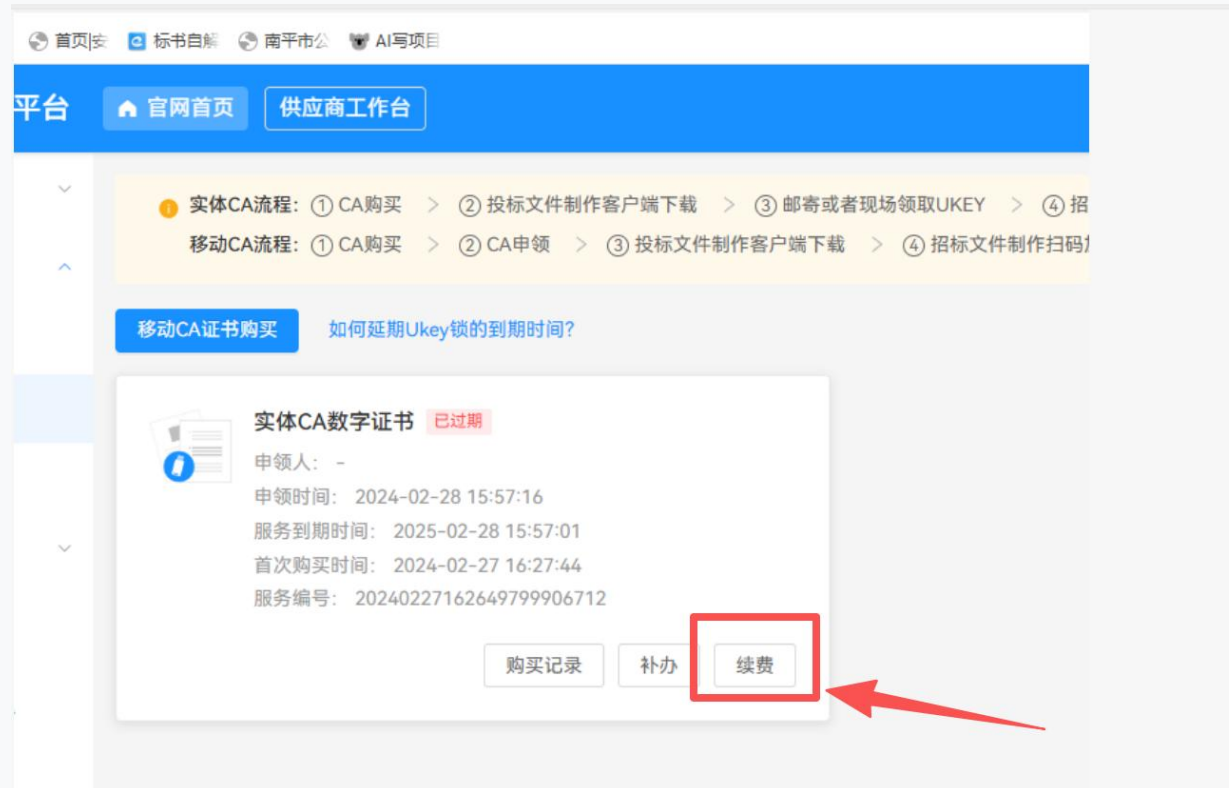 首页|安 标书自解 南平市公 AI写项目
平台 官网首页 供应商工作台
实体CA流程: ① CA购买 > ② 投标文件制作客户端下载 > ③ 邮寄或者现场领取UKEY > ④ 招
移动CA流程: ① CA购买 > ② CA申领 > ③ 投标文件制作客户端下载 > ④ 招标文件制作扫码
移动CA证书购买 如何延期Ukey锁的到期时间?
实体CA数字证书 已过期
申领人: -
申领时间: 2024-02-28 15:57:16
服务到期时间: 2025-02-28 15:57:01
首次购买时间: 2024-02-27 16:27:44
服务编号: 20240227162649799906712
购买记录 补办 续费